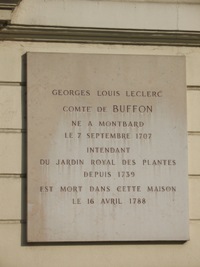 GEORGES LOUIS LECLERC
COMTE DE BUFFON
NE A MONTBARD
LE 7 SEPTEMBRE 1707
INTENDANT
DU JARDIN ROYAL DES PLANTES
DEPUIS 1739
EST MORT DANS CETTE MAISON
LE 16 AVRIL 1788